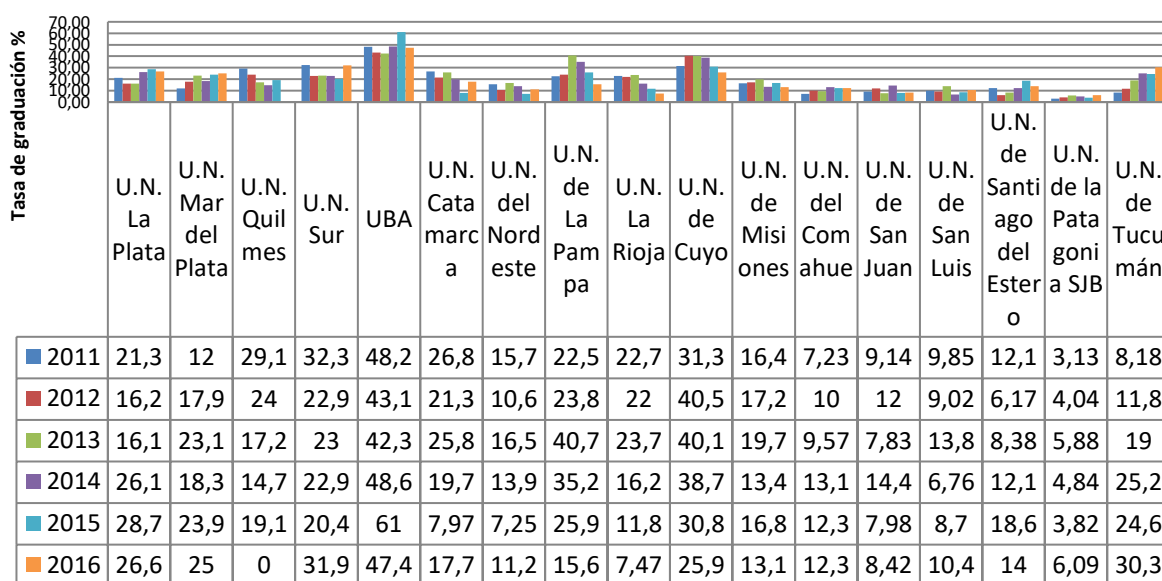 Tasa de graduación %
70,00
60,00
50,00
40,00
30,00
20,00
10,00
0,00
U.N. La Plata
U.N. Mar del Plata
U.N. Quilmes
U.N. Sur
UBA
U.N. Catamarca
U.N. del Nordeste
U.N. de La Pampa
U.N. La Rioja
U.N. de Cuyo
U.N. de Misiones
U.N. del Comahue
U.N. de San Juan
U.N. de San Luis
U.N. de Santiago del Estero
U.N. de la Patagonia SJB
U.N. de Tucumán
2011 21,3 12 29,1 32,3 48,2 26,8 15,7 22,5 22,7 31,3 16,4 7,23 9,14 9,85 12,1 3,13 8,18
2012 16,2 17,9 24 22,9 43,1 21,3 10,6 23,8 22 40,5 17,2 10 12 9,02 6,17 4,04 11,8
2013 16,1 23,1 17,2 23 42,3 25,8 16,5 40,7 23,7 40,1 19,7 9,57 7,83 13,8 8,38 5,88 19
2014 26,1 18,3 14,7 22,9 48,6 19,7 13,9 35,2 16,2 38,7 13,4 13,1 14,4 6,76 12,1 4,84 25,2
2015 28,7 23,9 19,1 20,4 61 7,97 7,25 25,9 11,8 30,8 16,8 12,3 7,98 8,7 18,6 3,82 24,6
2016 26,6 25 0 31,9 47,4 17,7 11,2 15,6 7,47 25,9 13,1 12,3 8,42 10,4 14 6,09 30,3